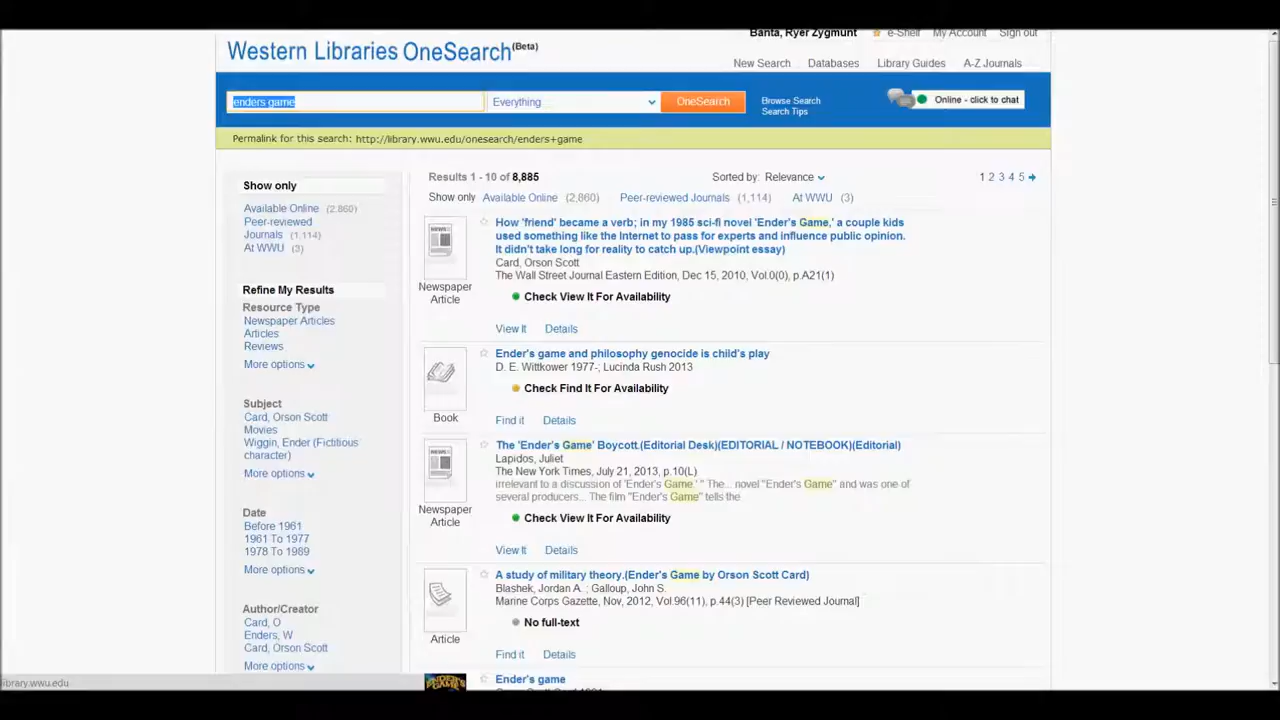 Banta, Ryer Zygmunt e-Shelf My Account Sign out
Western Libraries OneSearch(Beta)
New Search Databases Library Guides A-Z Journals
enders game Everything OneSearch Browse Search Online - click to chat
Search Tips
Permalink for this search: http://library.wwu.edu/onesearch/enders+game
Show only
Available Online (2,860)
Peer-reviewed
Journals (1,114)
At WWU (3)
Refine My Results
Resource Type
Newspaper Articles
Articles
Reviews
More options
Subject
Card, Orson Scott
Movies
Wiggin, Ender (Fictitious
character)
More options
Date
Before 1961
1961 To 1977
1978 To 1989
More options
Author/Creator
Card, O
Enders, W
Card, Orson Scott
More options
Results 1 - 10 of 8,885 Sorted by: Relevance 1 2 3 4 5
Show only Available Online (2,860) Peer-reviewed Journals (1,114) At WWU (3)
NEWS
Newspaper
Article
How 'friend' became a verb; in my 1985 sci-fi novel 'Ender's Game,' a couple kids
used something like the Internet to pass for experts and influence public opinion.
It didn't take long for reality to catch up.(Viewpoint essay)
Card, Orson Scott
The Wall Street Journal Eastern Edition, Dec 15, 2010, Vol.0(0), p.A21(1)
Check View It For Availability
View It Details
Book
Ender's game and philosophy genocide is child's play
D. E. Wittkower 1977-; Lucinda Rush 2013
Check Find It For Availability
Find it Details
NEWS
Newspaper
Article
The 'Ender's Game' Boycott.(Editorial Desk)(EDITORIAL / NOTEBOOK)(Editorial)
Lapidos, Juliet
The New York Times, July 21, 2013, p.10(L)
irrelevant to a discussion of 'Ender's Game.' " The... novel "Ender's Game" and was one of
several producers... The film "Ender's Game" tells the
Check View It For Availability
View It Details
Article
A study of military theory.(Ender's Game by Orson Scott Card)
Blashek, Jordan A. ; Galloup, John S.
Marine Corps Gazette, Nov, 2012, Vol.96(11), p.44(3) [Peer Reviewed Journal]
No full-text
Find it Details
Ender's game
library.wwu.edu